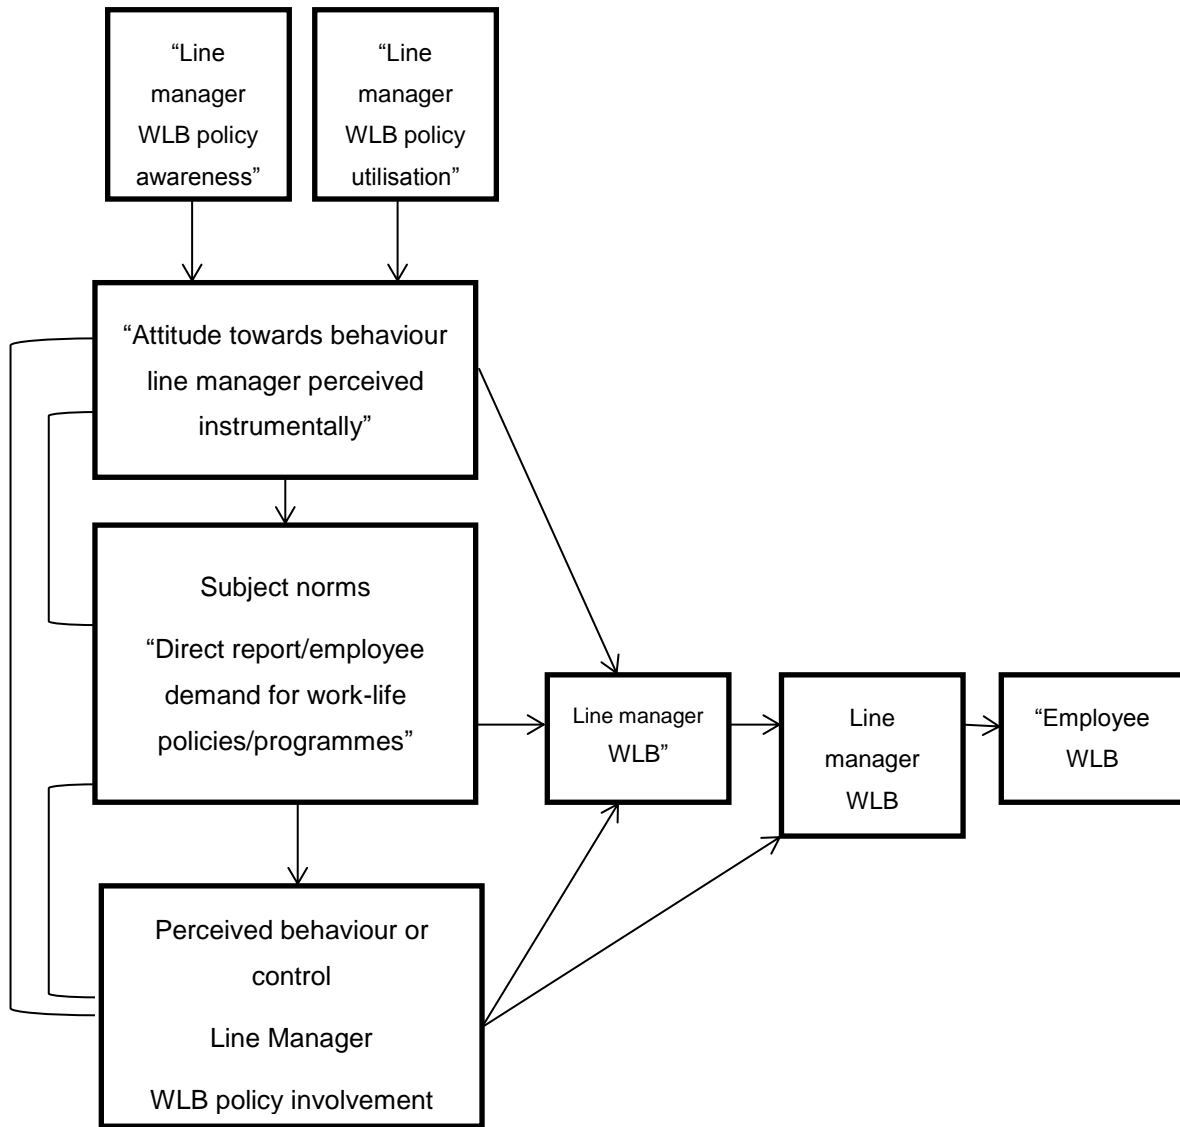 “Line
manager
WLB policy
awareness”
“Line
manager
WLB policy
utilisation”
“Attitude towards behaviour
line manager perceived
instrumentally”
Subject norms
“Direct report/employee
demand for work-life
policies/programmes”
Line manager
WLB”
Line
manager
WLB
“Employee
WLB
Perceived behaviour or
control
Line Manager
WLB policy involvement